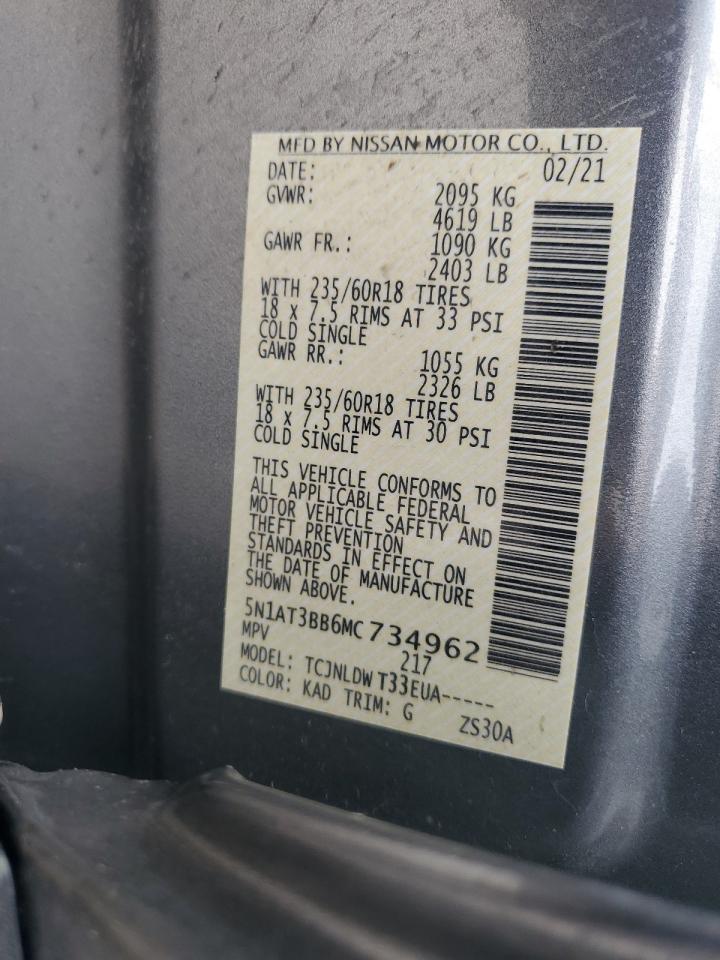 MFD BY NISSAN MOTOR CO., LTD.
DATE: 02/21
GVWR: 2095 KG
4619 LB
GAWR FR.: 1090 KG
2403 LB
WITH 235/60R18 TIRES
18 x 7.5 RIMS AT 33 PSI
COLD SINGLE
GAWR RR.: 1055 KG
2326 LB
WITH 235/60R18 TIRES
18 x 7.5 RIMS AT 30 PSI
COLD SINGLE
THIS VEHICLE CONFORMS TO
ALL APPLICABLE FEDERAL
MOTOR VEHICLE SAFETY AND
THEFT PREVENTION
STANDARDS IN EFFECT ON
THE DATE OF MANUFACTURE
SHOWN ABOVE.
5N1AT3BB6MC734962
MPV 217
MODEL: TCJNLDW T33EUA-----
COLOR: KAD TRIM: G ZS30A